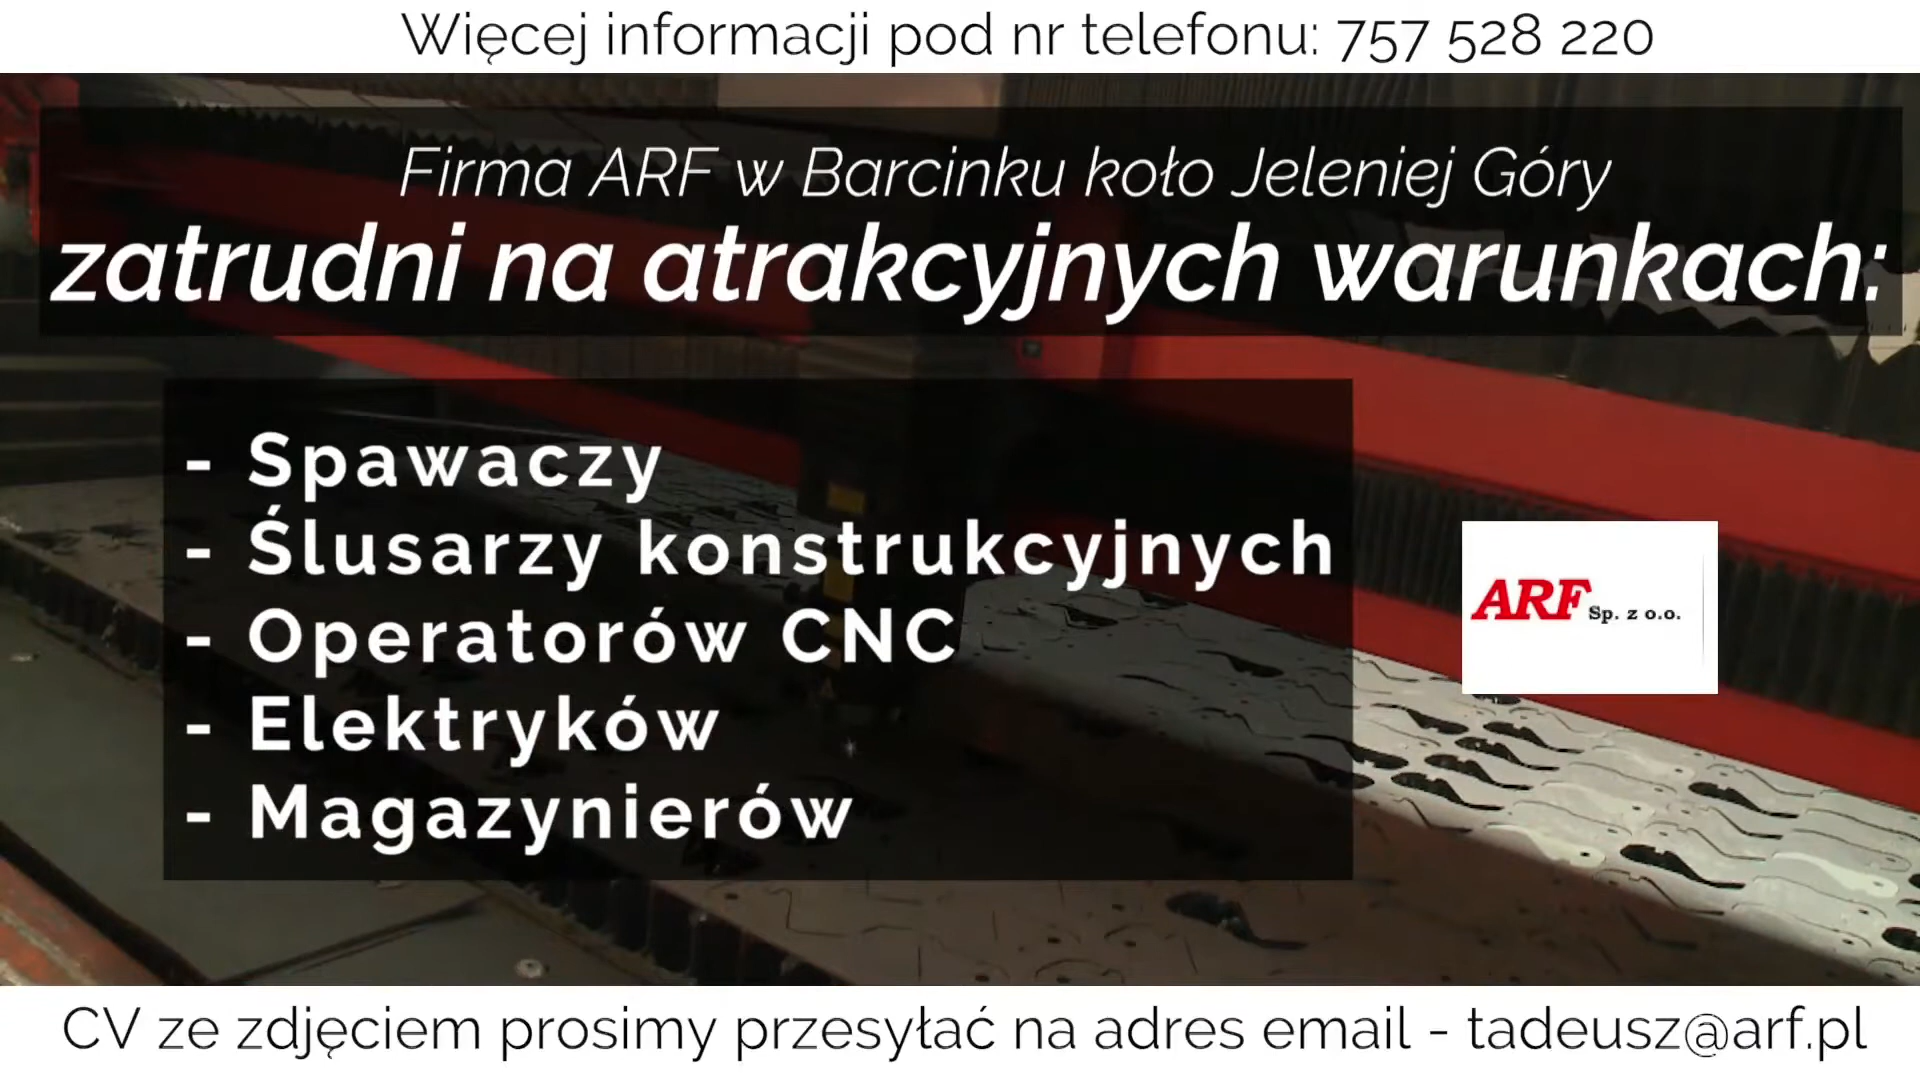 Więcej informacji pod nr telefonu: 757 528 220
Firma ARF w Barcinku koło Jeleniej Góry
zatrudni na atrakcyjnych warunkach:
- Spawaczy
- Ślusarzy konstrukcyjnych
- Operatorów CNC
- Elektryków
- Magazynierów
ARF Sp. z o.o.
CV ze zdjęciem prosimy przesyłać na adres email - tadeusz@arf.pl